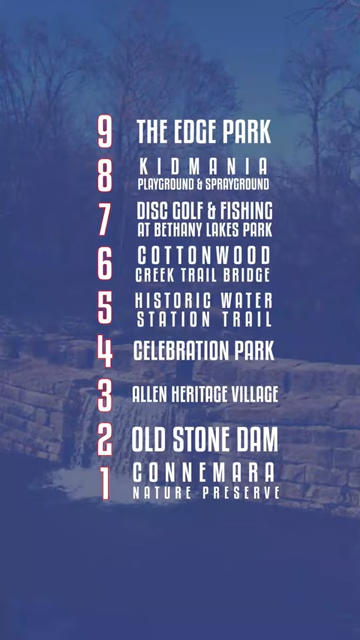 9 THE EDGE PARK
8 KIDMANIA
PLAYGROUND & SPRAYGROUND
7 DISC GOLF & FISHING
AT BETHANY LAKES PARK
6 COTTONWOOD
CREEK TRAIL BRIDGE
5 HISTORIC WATER
STATION TRAIL
4 CELEBRATION PARK
3 ALLEN HERITAGE VILLAGE
2 OLD STONE DAM
1 CONNEMARA
NATURE PRESERVE